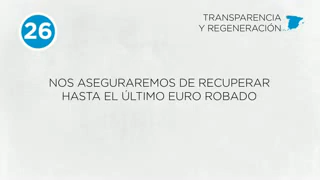 26
TRANSPARENCIA
Y REGENERACIÓN
NOS ASEGURAREMOS DE RECUPERAR
HASTA EL ÚLTIMO EURO ROBADO